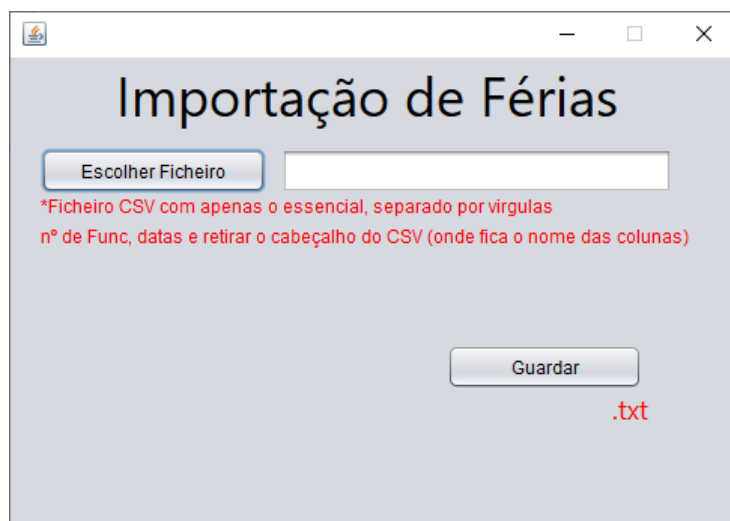 Importação de Férias
Escolher Ficheiro
*Ficheiro CSV com apenas o essencial, separado por virgulas
nº de Func, datas e retirar o cabeçalho do CSV (onde fica o nome das colunas)
Guardar
.txt